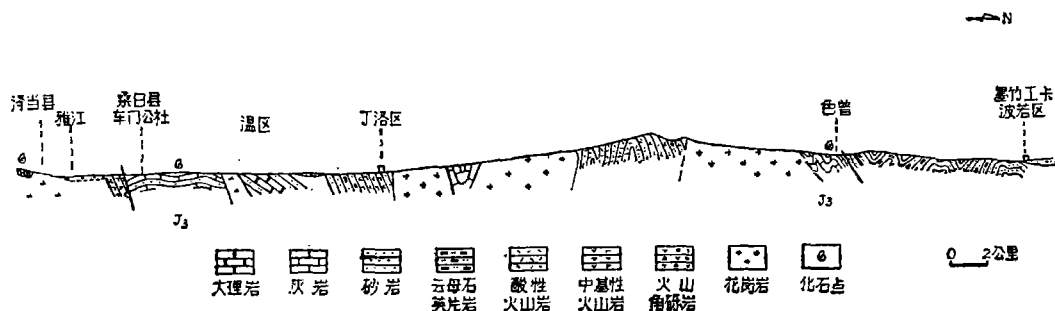 N
泽当县
雅江
桑日县
车门公社
温区
丁洛区
色曾
墨竹工卡
波若区
J3
J3
大理岩
灰岩
砂岩
云母石
英片岩
酸性
火山岩
中基性
火山岩
火山
角砾岩
花岗岩
化石点
0 2公里